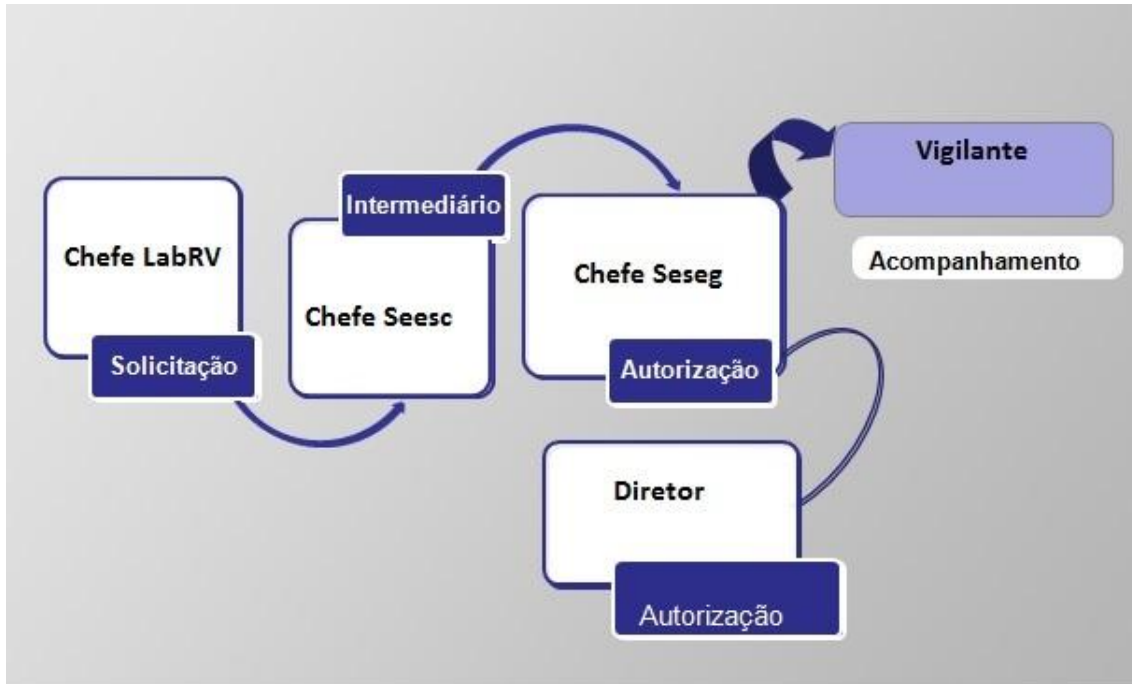 Chefe LabRV
Solicitação
Intermediário
Chefe Seesc
Chefe Seseg
Autorização
Vigilante
Acompanhamento
Diretor
Autorização